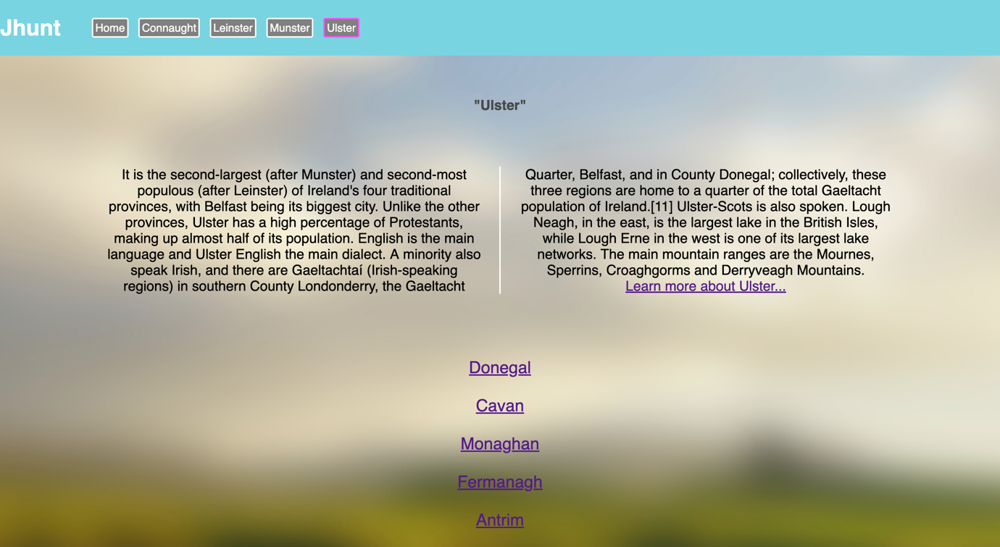 Jhunt
Home Connaught Leinster Munster Ulster
"Ulster"
It is the second-largest (after Munster) and second-most
populous (after Leinster) of Ireland's four traditional
provinces, with Belfast being its biggest city. Unlike the other
provinces, Ulster has a high percentage of Protestants,
making up almost half of its population. English is the main
language and Ulster English the main dialect. A minority also
speak Irish, and there are Gaeltachtaí (Irish-speaking
regions) in southern County Londonderry, the Gaeltacht
Quarter, Belfast, and in County Donegal; collectively, these
three regions are home to a quarter of the total Gaeltacht
population of Ireland.[11] Ulster-Scots is also spoken. Lough
Neagh, in the east, is the largest lake in the British Isles,
while Lough Erne in the west is one of its largest lake
networks. The main mountain ranges are the Mournes,
Sperrins, Croaghgorms and Derryveagh Mountains.
Learn more about Ulster...
Donegal
Cavan
Monaghan
Fermanagh
Antrim